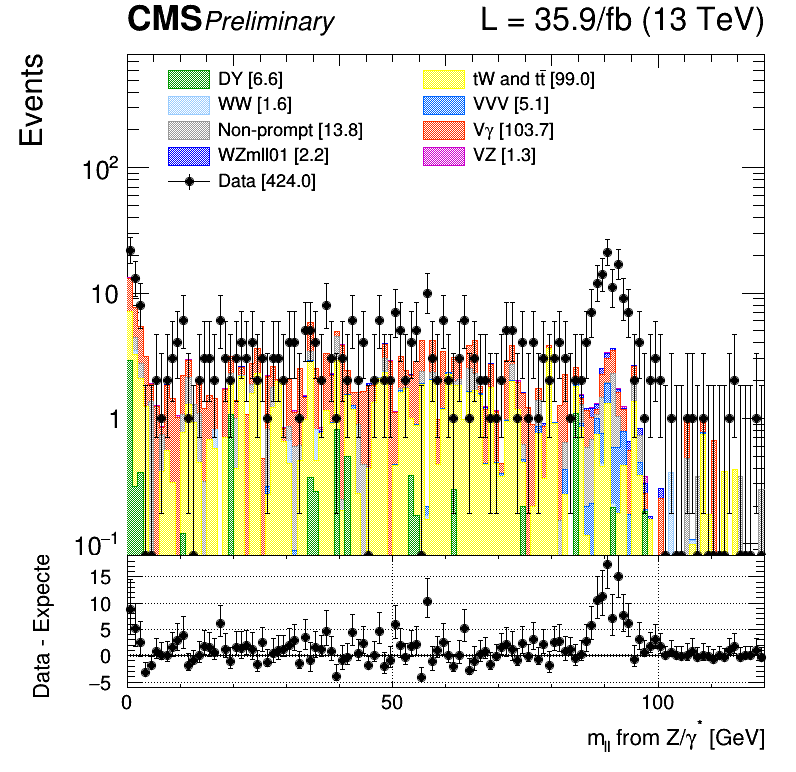 CMS Preliminary L = 35.9/fb (13 TeV)
Events
DY [6.6] tW and tt̄ [99.0]
WW [1.6] VVV [5.1]
Non-prompt [13.8] Vγ [103.7]
WZmll01 [2.2] VZ [1.3]
Data [424.0]
10²
10
1
10⁻¹
Data - Expecte
15
10
5
0
−5
0 50 100
m_ll from Z/γ* [GeV]